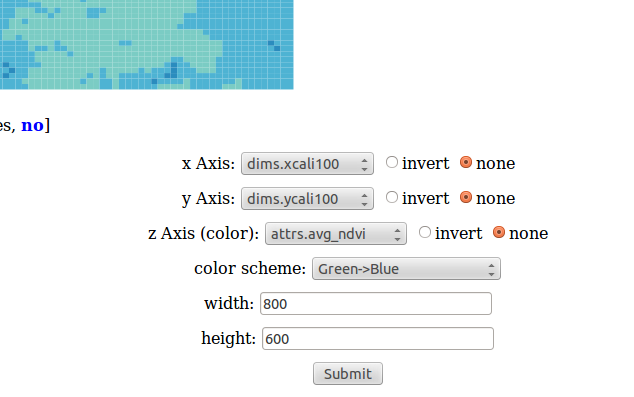 es, no]
x Axis: dims.xcali100 invert none
y Axis: dims.ycali100 invert none
z Axis (color): attrs.avg_ndvi invert none
color scheme: Green->Blue
width: 800
height: 600
Submit